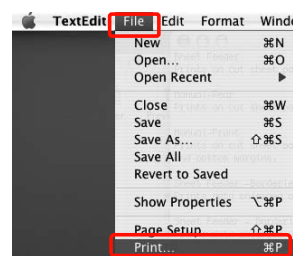 TextEdit File Edit Format Windo
New ⌘N
Open... ⌘O
Open Recent ▶
Close ⌘W
Save ⌘S
Save As... ⇧⌘S
Save All
Revert to Saved
Show Properties ⌥⌘P
Page Setup... ⇧⌘P
Print... ⌘P